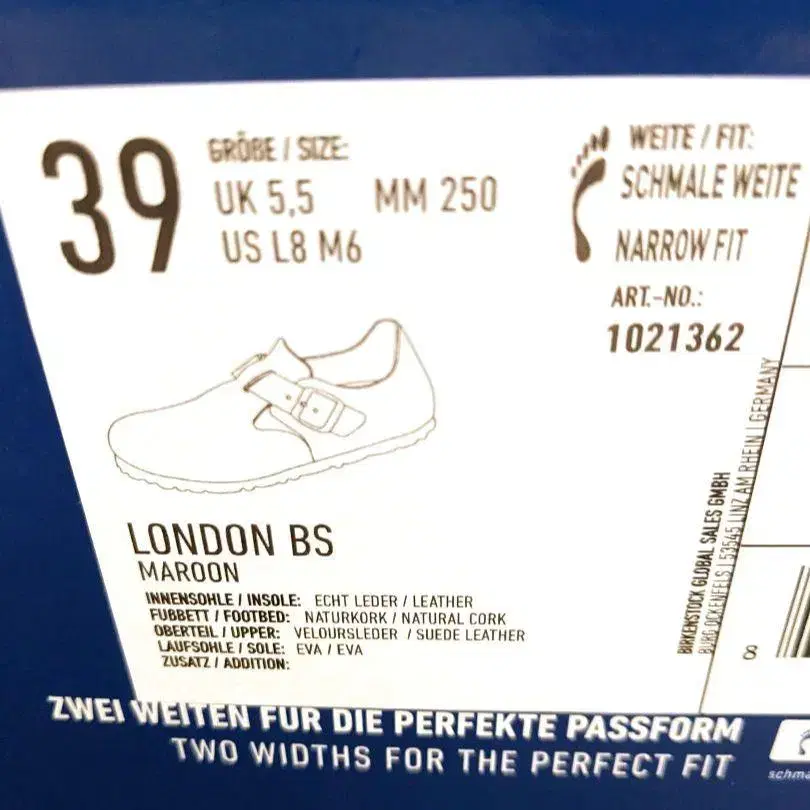 39
GRÖßE / SIZE:
UK 5,5 MM 250
US L8 M6
WEITE / FIT:
SCHMALE WEITE
NARROW FIT
ART.-NO.:
1021362
LONDON BS
MAROON
INNENSOHLE / INSOLE: ECHT LEDER / LEATHER
FUßBETT / FOOTBED: NATURKORK / NATURAL CORK
OBERTEIL / UPPER: VELOURSLEDER / SUEDE LEATHER
LAUFSOHLE / SOLE: EVA / EVA
ZUSATZ / ADDITION:
BIRKENSTOCK GLOBAL SALES GMBH
BURG OCKENFELS | 53545 LINZ AM RHEIN | GERMANY
8
ZWEI WEITEN FÜR DIE PERFEKTE PASSFORM
TWO WIDTHS FOR THE PERFECT FIT